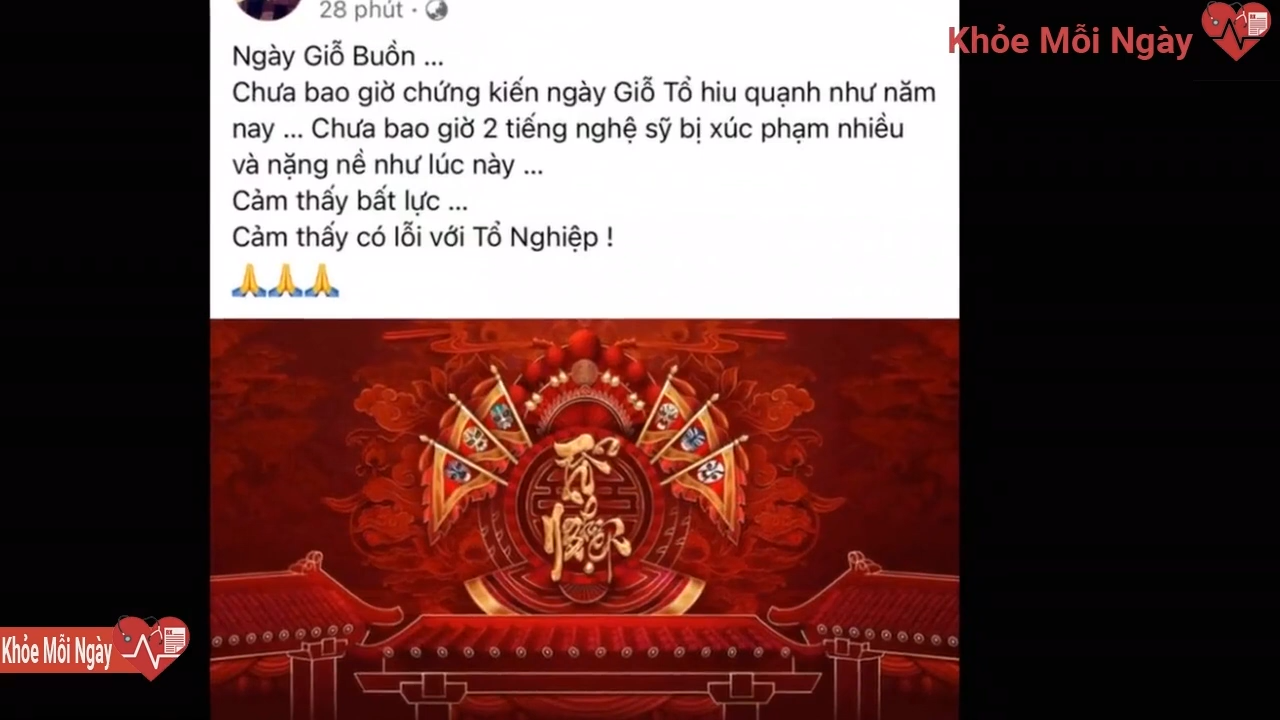 28 phút ·
Khỏe Mỗi Ngày
Ngày Giỗ Buồn ...
Chưa bao giờ chứng kiến ngày Giỗ Tổ hiu quạnh như năm
nay ... Chưa bao giờ 2 tiếng nghệ sỹ bị xúc phạm nhiều
và nặng nề như lúc này ...
Cảm thấy bất lực ...
Cảm thấy có lỗi với Tổ Nghiệp !
🙏🙏🙏
Khỏe Mỗi Ngày